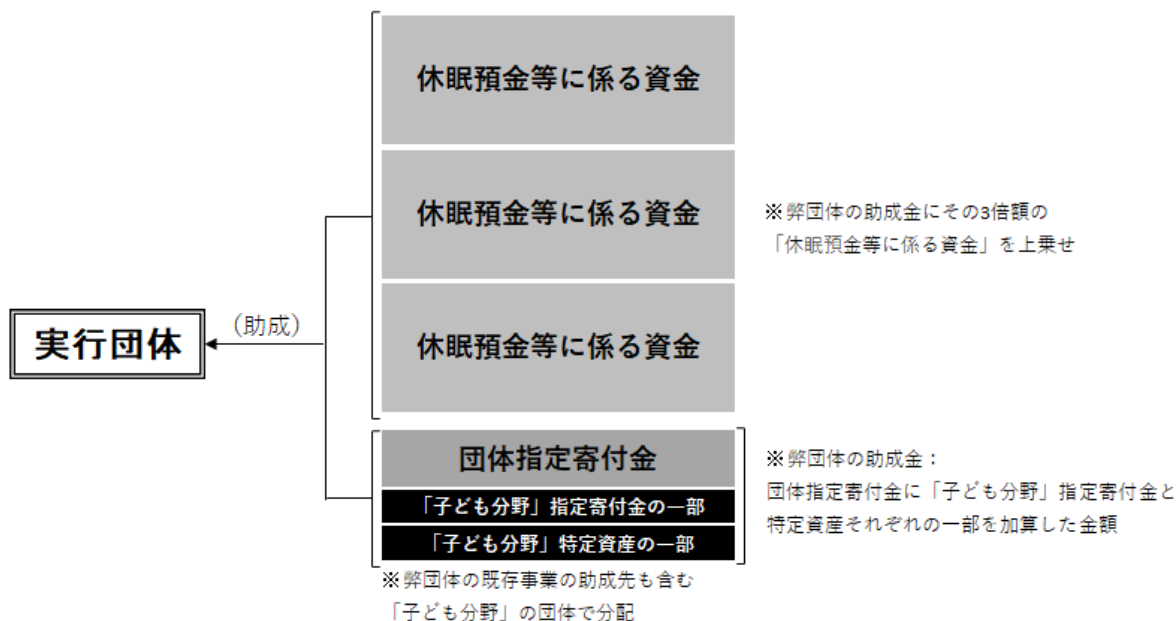 休眠預金等に係る資金
休眠預金等に係る資金
※弊団体の助成金にその3倍額の
「休眠預金等に係る資金」を上乗せ
実行団体
（助成）
休眠預金等に係る資金
団体指定寄付金
「子ども分野」指定寄付金の一部
「子ども分野」特定資産の一部
※弊団体の助成金：
団体指定寄付金に「子ども分野」指定寄付金と
特定資産それぞれの一部を加算した金額
※弊団体の既存事業の助成先も含む
「子ども分野」の団体で分配